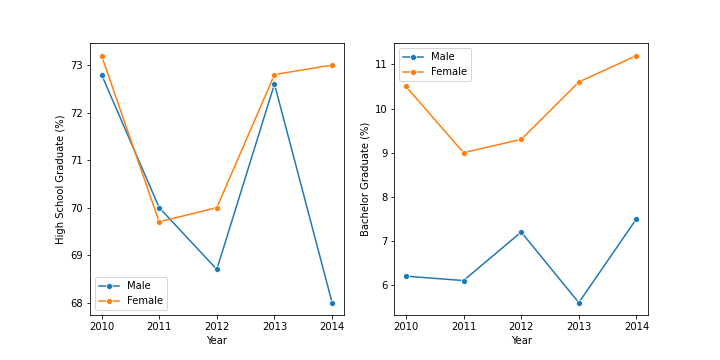 High School Graduate (%)
73
72
71
70
69
68
Male
Female
2010 2011 2012 2013 2014
Year
Bachelor Graduate (%)
11
10
9
8
7
6
Male
Female
2010 2011 2012 2013 2014
Year